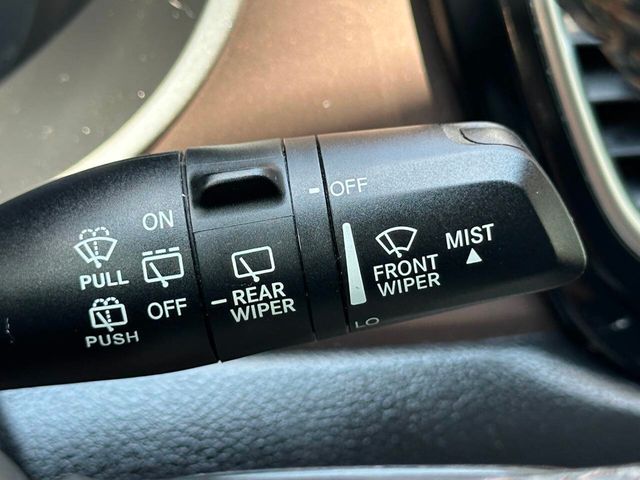 ON
PULL
OFF
PUSH
REAR
WIPER
OFF
FRONT
WIPER
MIST
LO